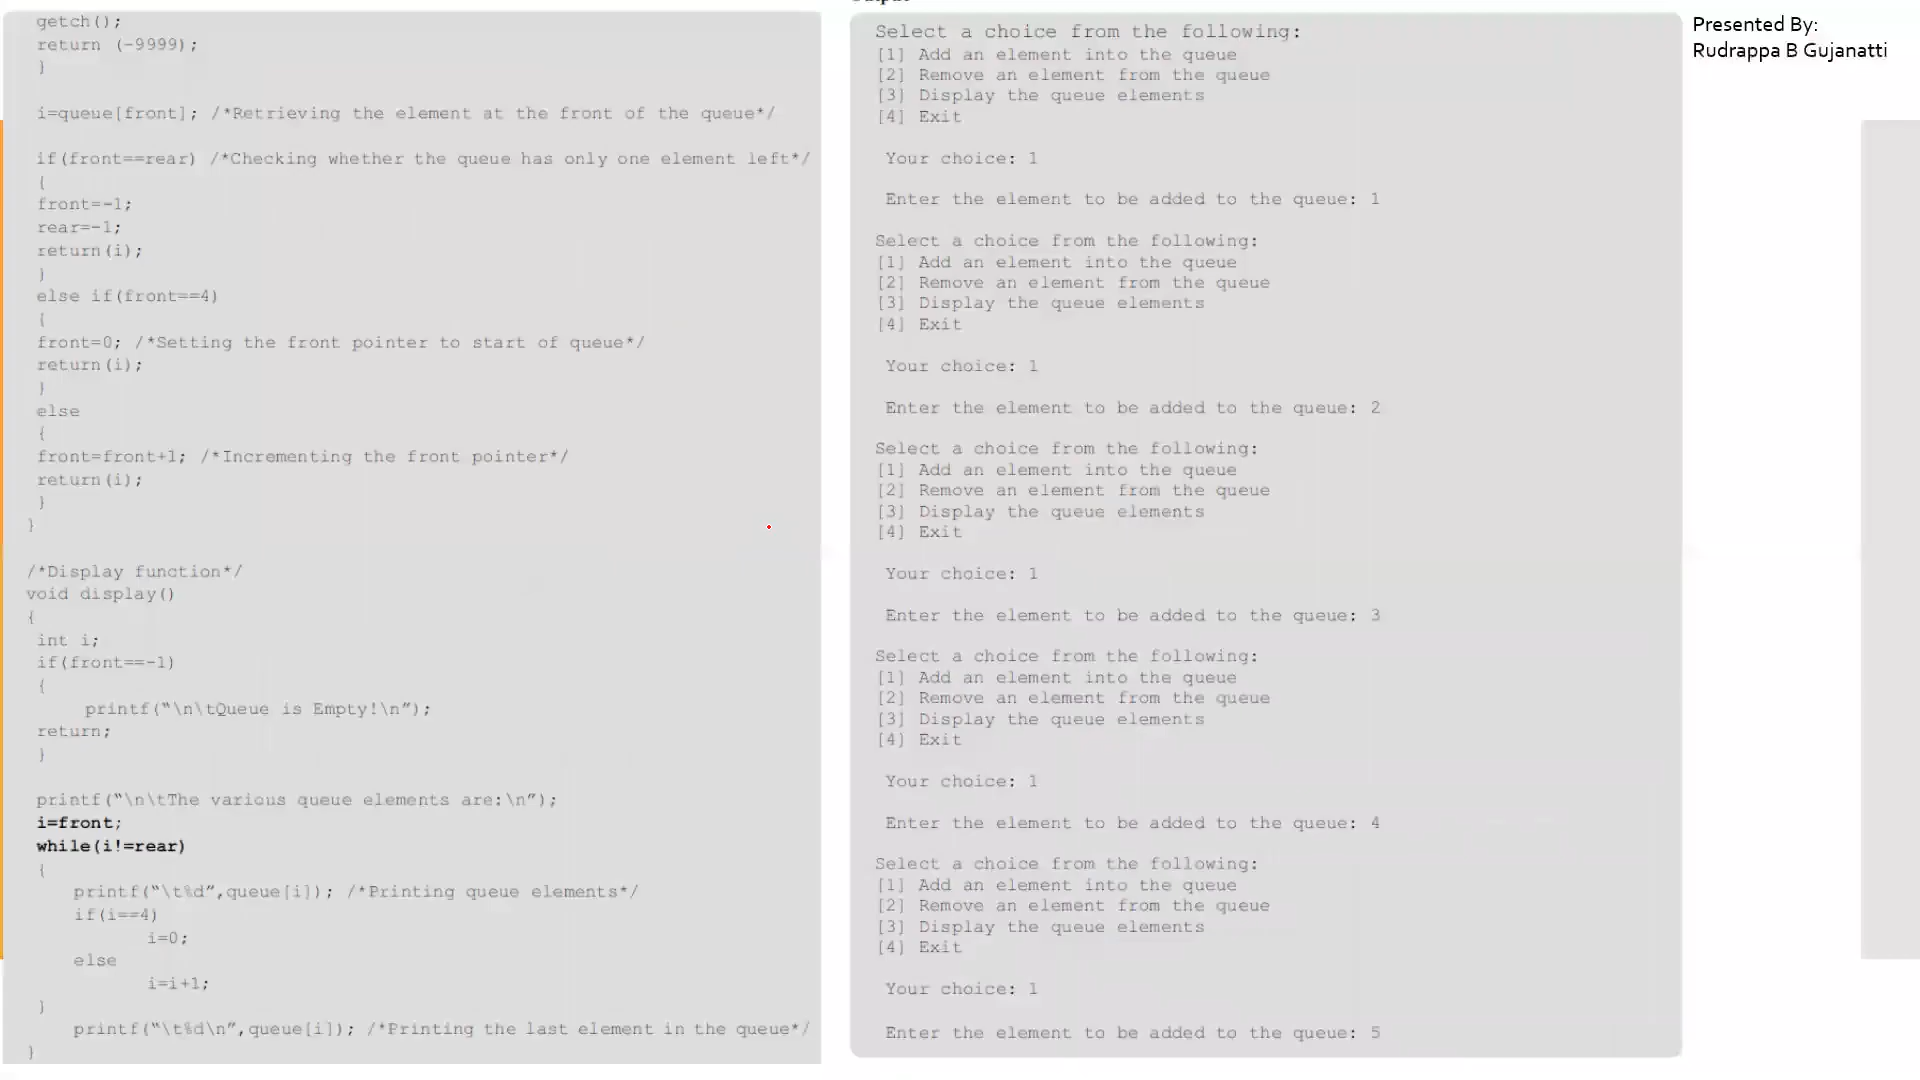 getch();
return (-9999);
}
i=queue[front]; /*Retrieving the element at the front of the queue*/
if(front==rear) /*Checking whether the queue has only one element left*/
{
front=-1;
rear=-1;
return(i);
}
else if(front==4)
{
front=0; /*Setting the front pointer to start of queue*/
return(i);
}
else
{
front=front+1; /*Incrementing the front pointer*/
return(i);
}
}
/*Display function*/
void display()
{
int i;
if(front==-1)
{
printf(“\n\tQueue is Empty!\n”);
return;
}
printf(“\n\tThe various queue elements are:\n”);
i=front;
while(i!=rear)
{
printf(“\t%d”,queue[i]); /*Printing queue elements*/
if(i==4)
i=0;
else
i=i+1;
}
printf(“\t%d\n”,queue[i]); /*Printing the last element in the queue*/
}
Select a choice from the following:
[1] Add an element into the queue
[2] Remove an element from the queue
[3] Display the queue elements
[4] Exit
Your choice: 1
Enter the element to be added to the queue: 1
Select a choice from the following:
[1] Add an element into the queue
[2] Remove an element from the queue
[3] Display the queue elements
[4] Exit
Your choice: 1
Enter the element to be added to the queue: 2
Select a choice from the following:
[1] Add an element into the queue
[2] Remove an element from the queue
[3] Display the queue elements
[4] Exit
Your choice: 1
Enter the element to be added to the queue: 3
Select a choice from the following:
[1] Add an element into the queue
[2] Remove an element from the queue
[3] Display the queue elements
[4] Exit
Your choice: 1
Enter the element to be added to the queue: 4
Select a choice from the following:
[1] Add an element into the queue
[2] Remove an element from the queue
[3] Display the queue elements
[4] Exit
Your choice: 1
Enter the element to be added to the queue: 5
Presented By:
Rudrappa B Gujanatti